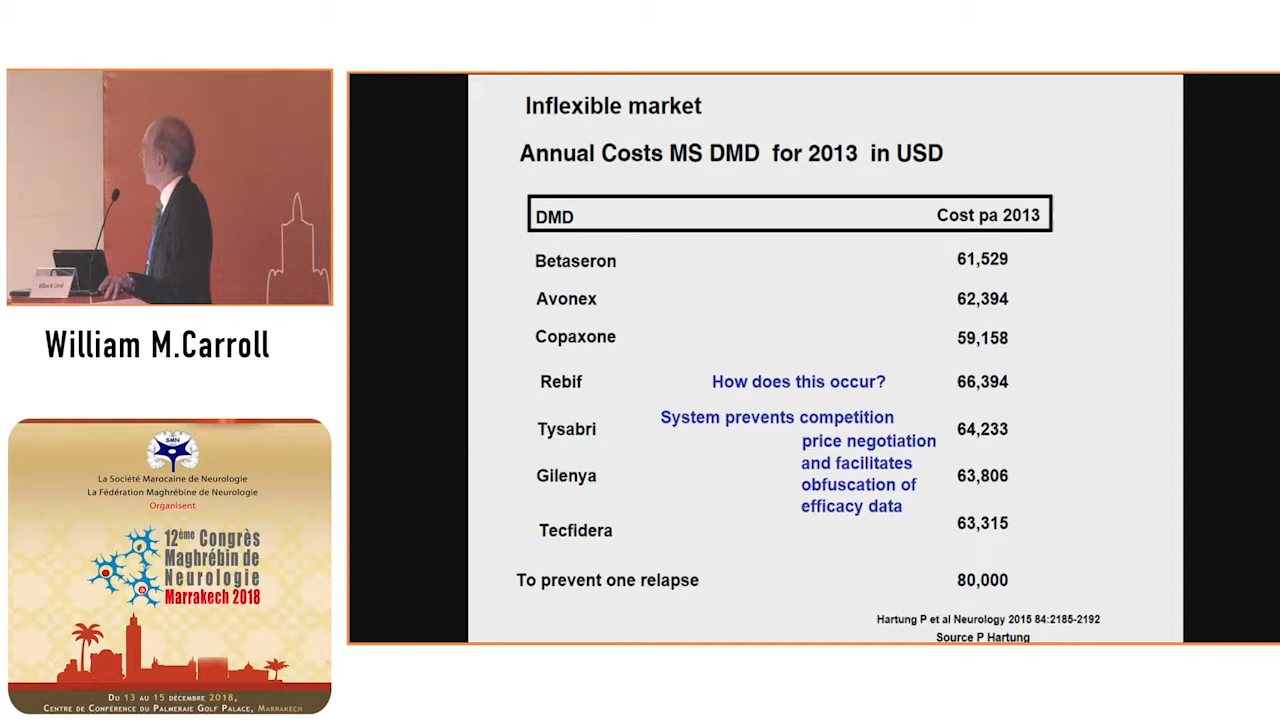 Inflexible market
Annual Costs MS DMD for 2013 in USD
DMD Cost pa 2013
Betaseron 61,529
Avonex 62,394
Copaxone 59,158
Rebif How does this occur? 66,394
Tysabri System prevents competition 64,233
price negotiation
and facilitates
Gilenya obfuscation of 63,806
efficacy data
Tecfidera 63,315
To prevent one relapse 80,000
Hartung P et al Neurology 2015 84:2185-2192
Source P Hartung
William M. Carroll
William M.Carroll
SMN
La Société Marocaine de Neurologie
La Fédération Maghrébine de Neurologie
Organisent
12ème Congrès
Maghrébin de
Neurologie
Marrakech 2018
Du 13 au 15 décembre 2018,
Centre de Conférence du Palmeraie Golf Palace, Marrakech